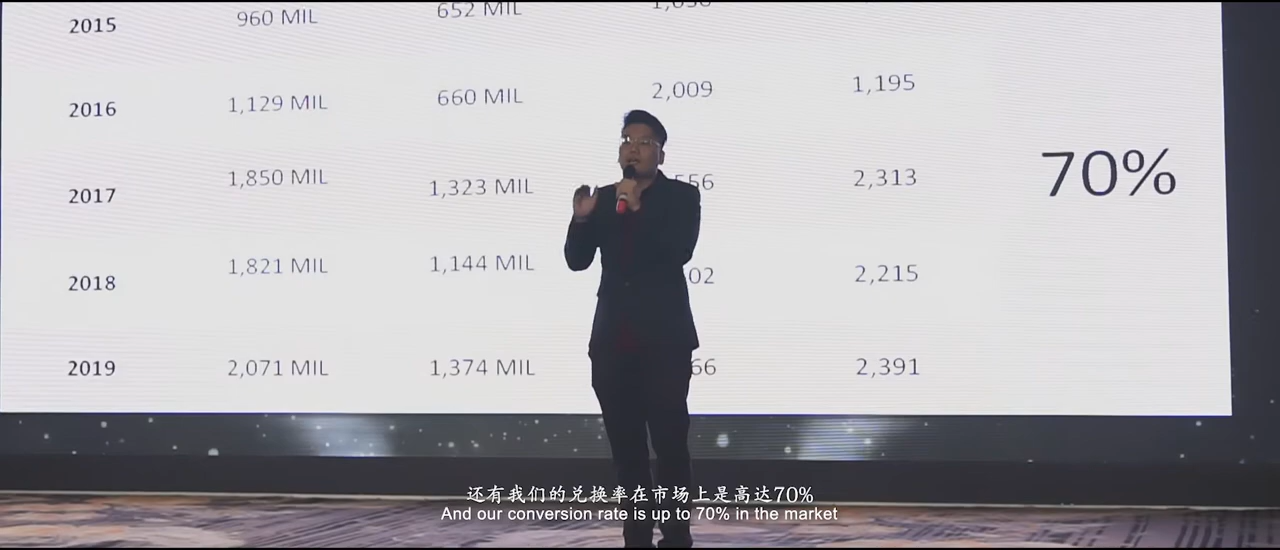 2015 960 MIL 652 MIL
2016 1,129 MIL 660 MIL 2,009 1,195
2017 1,850 MIL 1,323 MIL 2,313
70%
2018 1,821 MIL 1,144 MIL 2,215
2019 2,071 MIL 1,374 MIL 2,391
还有我们的兑换率在市场上是高达70%
And our conversion rate is up to 70% in the market